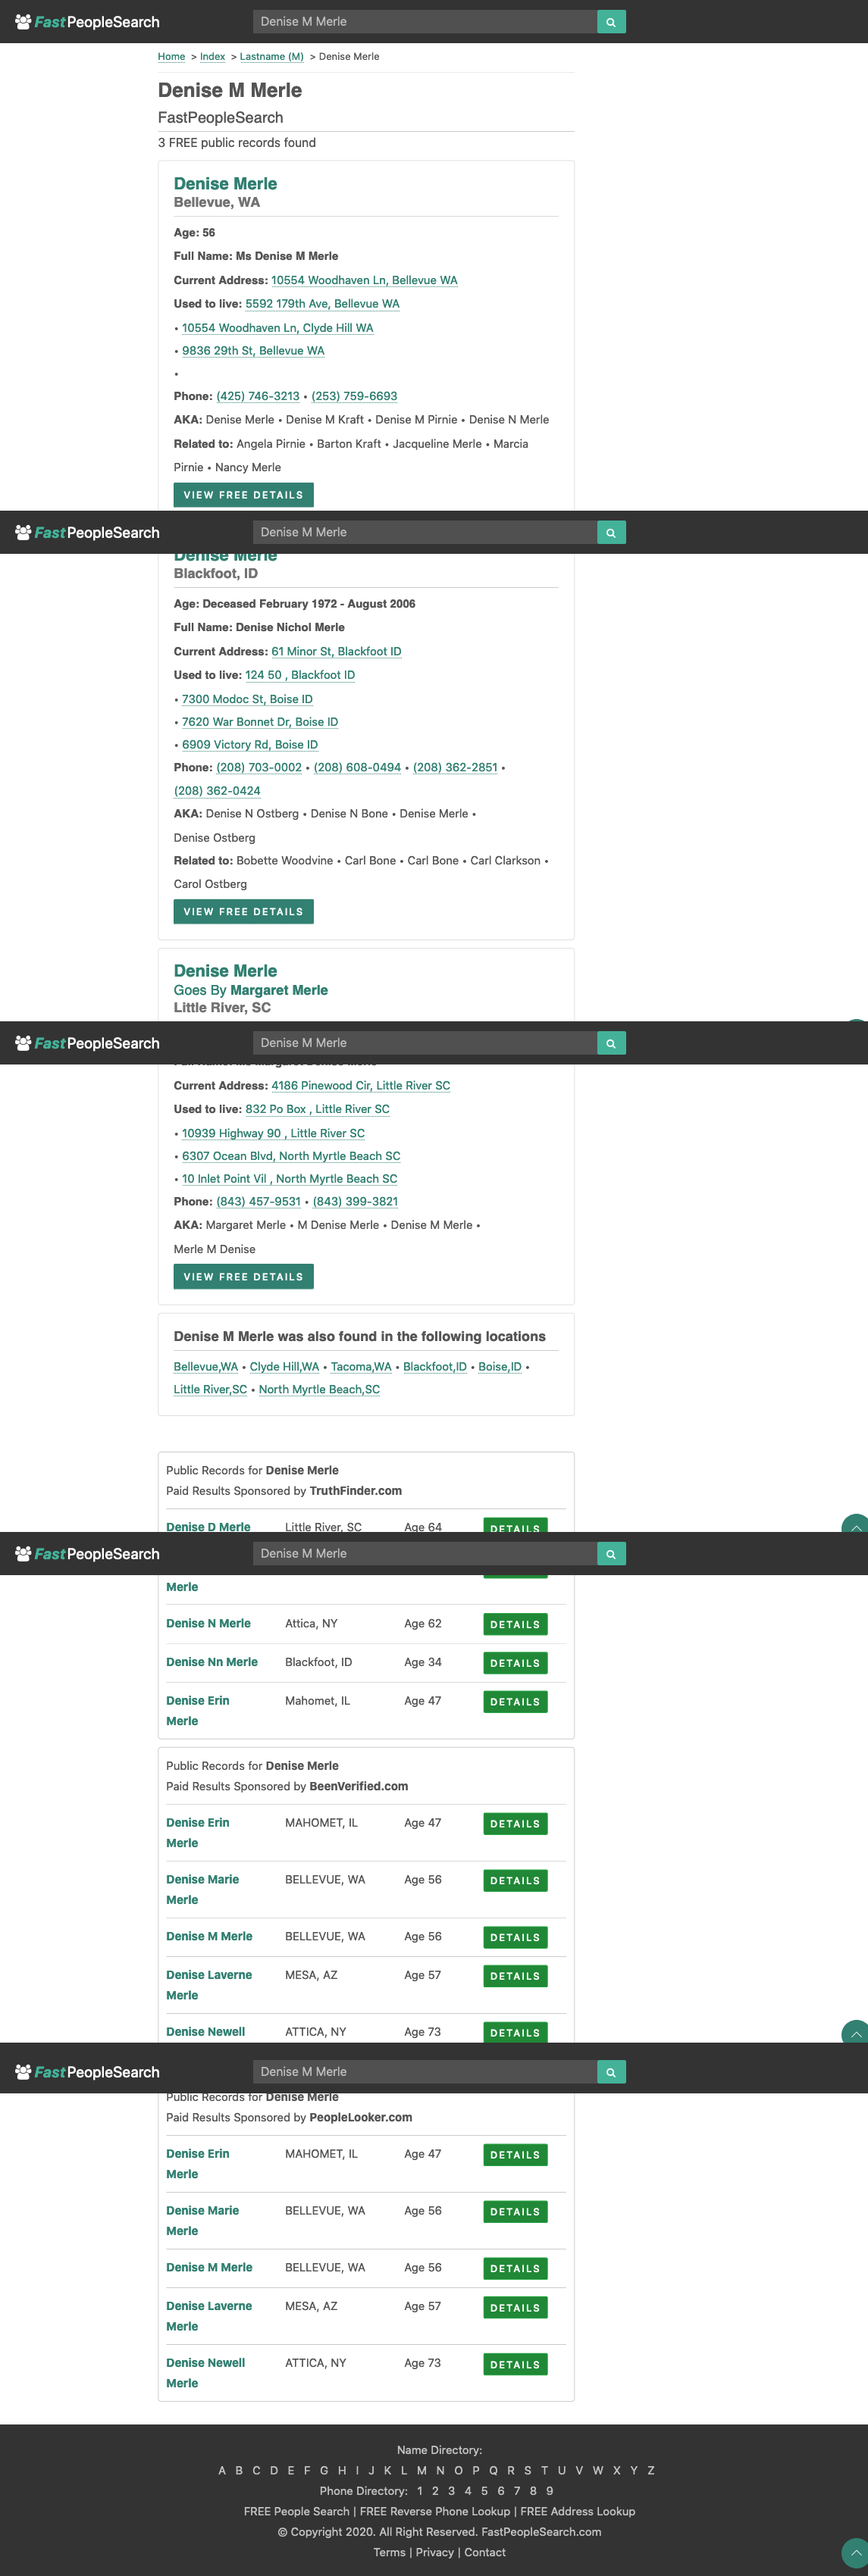 FastPeopleSearch
Denise M Merle
Home > Index > Lastname (M) > Denise Merle
Denise M Merle
FastPeopleSearch
3 FREE public records found
Denise Merle
Bellevue, WA
Age: 56
Full Name: Ms Denise M Merle
Current Address: 10554 Woodhaven Ln, Bellevue WA
Used to live: 5592 179th Ave, Bellevue WA
• 10554 Woodhaven Ln, Clyde Hill WA
• 9836 29th St, Bellevue WA
•
Phone: (425) 746-3213 • (253) 759-6693
AKA: Denise Merle • Denise M Kraft • Denise M Pirnie • Denise N Merle
Related to: Angela Pirnie • Barton Kraft • Jacqueline Merle • Marcia
Pirnie • Nancy Merle
VIEW FREE DETAILS
FastPeopleSearch
Denise M Merle
Denise Merle
Blackfoot, ID
Age: Deceased February 1972 - August 2006
Full Name: Denise Nichol Merle
Current Address: 61 Minor St, Blackfoot ID
Used to live: 124 50 , Blackfoot ID
• 7300 Modoc St, Boise ID
• 7620 War Bonnet Dr, Boise ID
• 6909 Victory Rd, Boise ID
Phone: (208) 703-0002 • (208) 608-0494 • (208) 362-2851 •
(208) 362-0424
AKA: Denise N Ostberg • Denise N Bone • Denise Merle •
Denise Ostberg
Related to: Bobette Woodvine • Carl Bone • Carl Bone • Carl Clarkson •
Carol Ostberg
VIEW FREE DETAILS
Denise Merle
Goes By Margaret Merle
Little River, SC
FastPeopleSearch
Denise M Merle
Full Name: Ms Margaret Denise Merle
Current Address: 4186 Pinewood Cir, Little River SC
Used to live: 832 Po Box , Little River SC
• 10939 Highway 90 , Little River SC
• 6307 Ocean Blvd, North Myrtle Beach SC
• 10 Inlet Point Vil , North Myrtle Beach SC
Phone: (843) 457-9531 • (843) 399-3821
AKA: Margaret Merle • M Denise Merle • Denise M Merle •
Merle M Denise
VIEW FREE DETAILS
Denise M Merle was also found in the following locations
Bellevue,WA • Clyde Hill,WA • Tacoma,WA • Blackfoot,ID • Boise,ID •
Little River,SC • North Myrtle Beach,SC
Public Records for Denise Merle
Paid Results Sponsored by TruthFinder.com
Denise D Merle Little River, SC Age 64 DETAILS
FastPeopleSearch
Denise M Merle
Merle
Denise N Merle Attica, NY Age 62 DETAILS
Denise Nn Merle Blackfoot, ID Age 34 DETAILS
Denise Erin Mahomet, IL Age 47 DETAILS
Merle
Public Records for Denise Merle
Paid Results Sponsored by BeenVerified.com
Denise Erin MAHOMET, IL Age 47 DETAILS
Merle
Denise Marie BELLEVUE, WA Age 56 DETAILS
Merle
Denise M Merle BELLEVUE, WA Age 56 DETAILS
Denise Laverne MESA, AZ Age 57 DETAILS
Merle
Denise Newell ATTICA, NY Age 73 DETAILS
FastPeopleSearch
Denise M Merle
Public Records for Denise Merle
Paid Results Sponsored by PeopleLooker.com
Denise Erin MAHOMET, IL Age 47 DETAILS
Merle
Denise Marie BELLEVUE, WA Age 56 DETAILS
Merle
Denise M Merle BELLEVUE, WA Age 56 DETAILS
Denise Laverne MESA, AZ Age 57 DETAILS
Merle
Denise Newell ATTICA, NY Age 73 DETAILS
Merle
Name Directory:
A B C D E F G H I J K L M N O P Q R S T U V W X Y Z
Phone Directory: 1 2 3 4 5 6 7 8 9
FREE People Search | FREE Reverse Phone Lookup | FREE Address Lookup
© Copyright 2020. All Right Reserved. FastPeopleSearch.com
Terms | Privacy | Contact